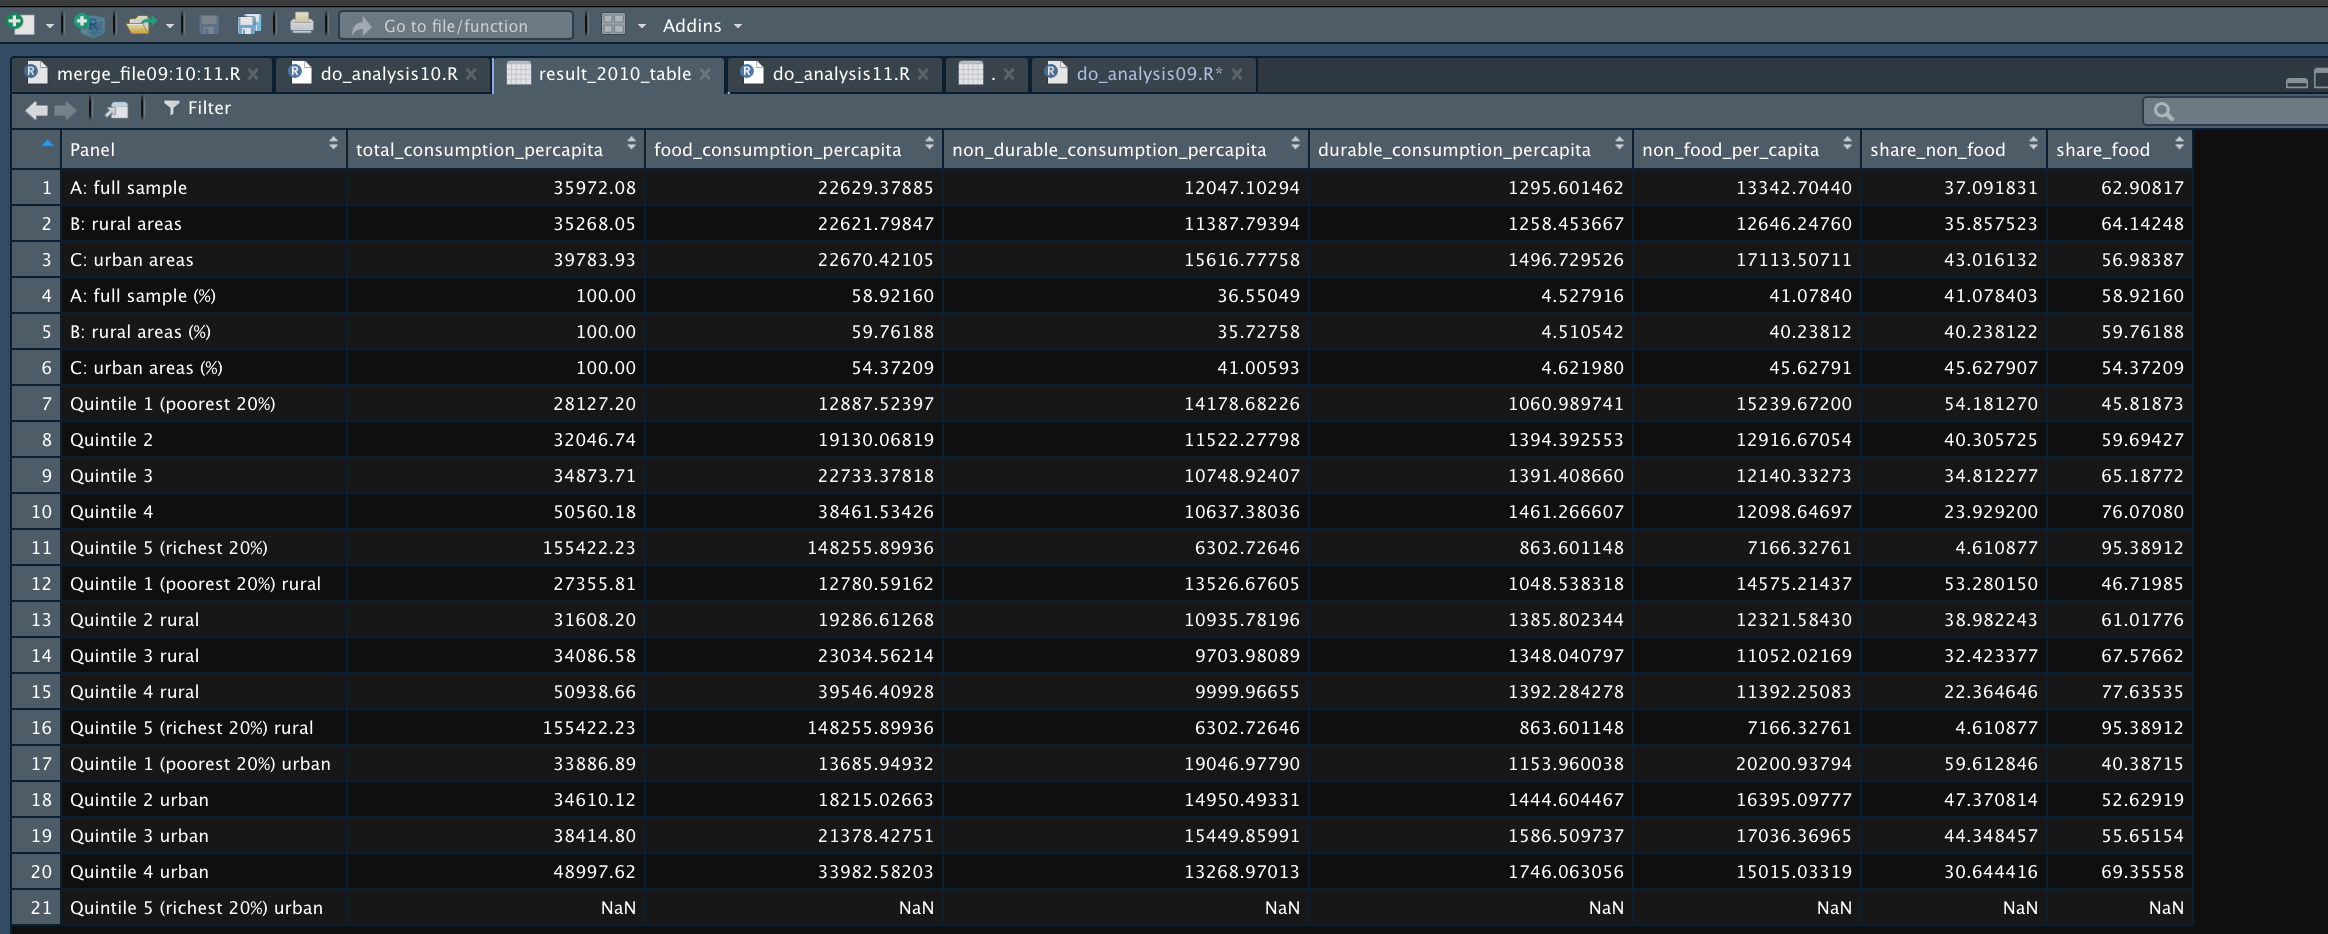 Go to file/function Addins
merge_file09:10:11.R do_analysis10.R result_2010_table do_analysis11.R . do_analysis09.R*
Filter
Panel total_consumption_percapita food_consumption_percapita non_durable_consumption_percapita durable_consumption_percapita non_food_per_capita share_non_food share_food
1 A: full sample 35972.08 22629.37885 12047.10294 1295.601462 13342.70440 37.091831 62.90817
2 B: rural areas 35268.05 22621.79847 11387.79394 1258.453667 12646.24760 35.857523 64.14248
3 C: urban areas 39783.93 22670.42105 15616.77758 1496.729526 17113.50711 43.016132 56.98387
4 A: full sample (%) 100.00 58.92160 36.55049 4.527916 41.07840 41.078403 58.92160
5 B: rural areas (%) 100.00 59.76188 35.72758 4.510542 40.23812 40.238122 59.76188
6 C: urban areas (%) 100.00 54.37209 41.00593 4.621980 45.62791 45.627907 54.37209
7 Quintile 1 (poorest 20%) 28127.20 12887.52397 14178.68226 1060.989741 15239.67200 54.181270 45.81873
8 Quintile 2 32046.74 19130.06819 11522.27798 1394.392553 12916.67054 40.305725 59.69427
9 Quintile 3 34873.71 22733.37818 10748.92407 1391.408660 12140.33273 34.812277 65.18772
10 Quintile 4 50560.18 38461.53426 10637.38036 1461.266607 12098.64697 23.929200 76.07080
11 Quintile 5 (richest 20%) 155422.23 148255.89936 6302.72646 863.601148 7166.32761 4.610877 95.38912
12 Quintile 1 (poorest 20%) rural 27355.81 12780.59162 13526.67605 1048.538318 14575.21437 53.280150 46.71985
13 Quintile 2 rural 31608.20 19286.61268 10935.78196 1385.802344 12321.58430 38.982243 61.01776
14 Quintile 3 rural 34086.58 23034.56214 9703.98089 1348.040797 11052.02169 32.423377 67.57662
15 Quintile 4 rural 50938.66 39546.40928 9999.96655 1392.284278 11392.25083 22.364646 77.63535
16 Quintile 5 (richest 20%) rural 155422.23 148255.89936 6302.72646 863.601148 7166.32761 4.610877 95.38912
17 Quintile 1 (poorest 20%) urban 33886.89 13685.94932 19046.97790 1153.960038 20200.93794 59.612846 40.38715
18 Quintile 2 urban 34610.12 18215.02663 14950.49331 1444.604467 16395.09777 47.370814 52.62919
19 Quintile 3 urban 38414.80 21378.42751 15449.85991 1586.509737 17036.36965 44.348457 55.65154
20 Quintile 4 urban 48997.62 33982.58203 13268.97013 1746.063056 15015.03319 30.644416 69.35558
21 Quintile 5 (richest 20%) urban NaN NaN NaN NaN NaN NaN NaN